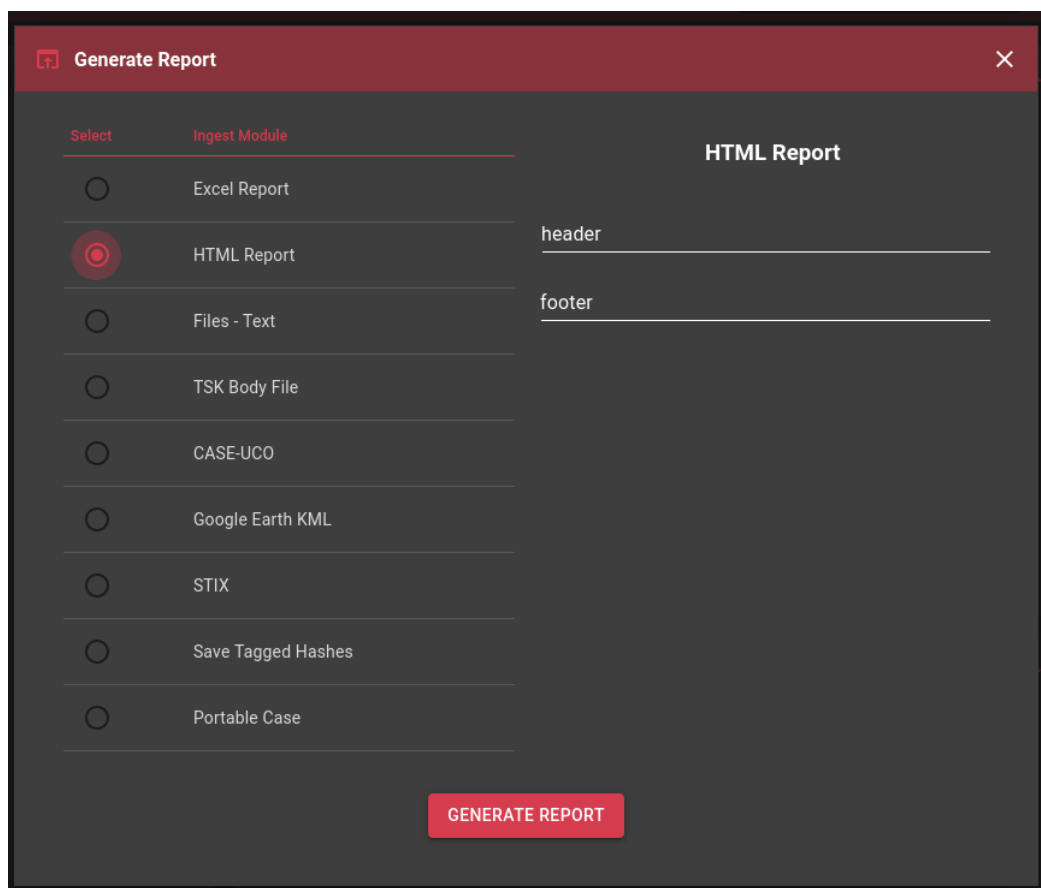 Generate Report
Select Ingest Module
Excel Report
HTML Report
Files - Text
TSK Body File
CASE-UCO
Google Earth KML
STIX
Save Tagged Hashes
Portable Case
HTML Report
header
footer
GENERATE REPORT